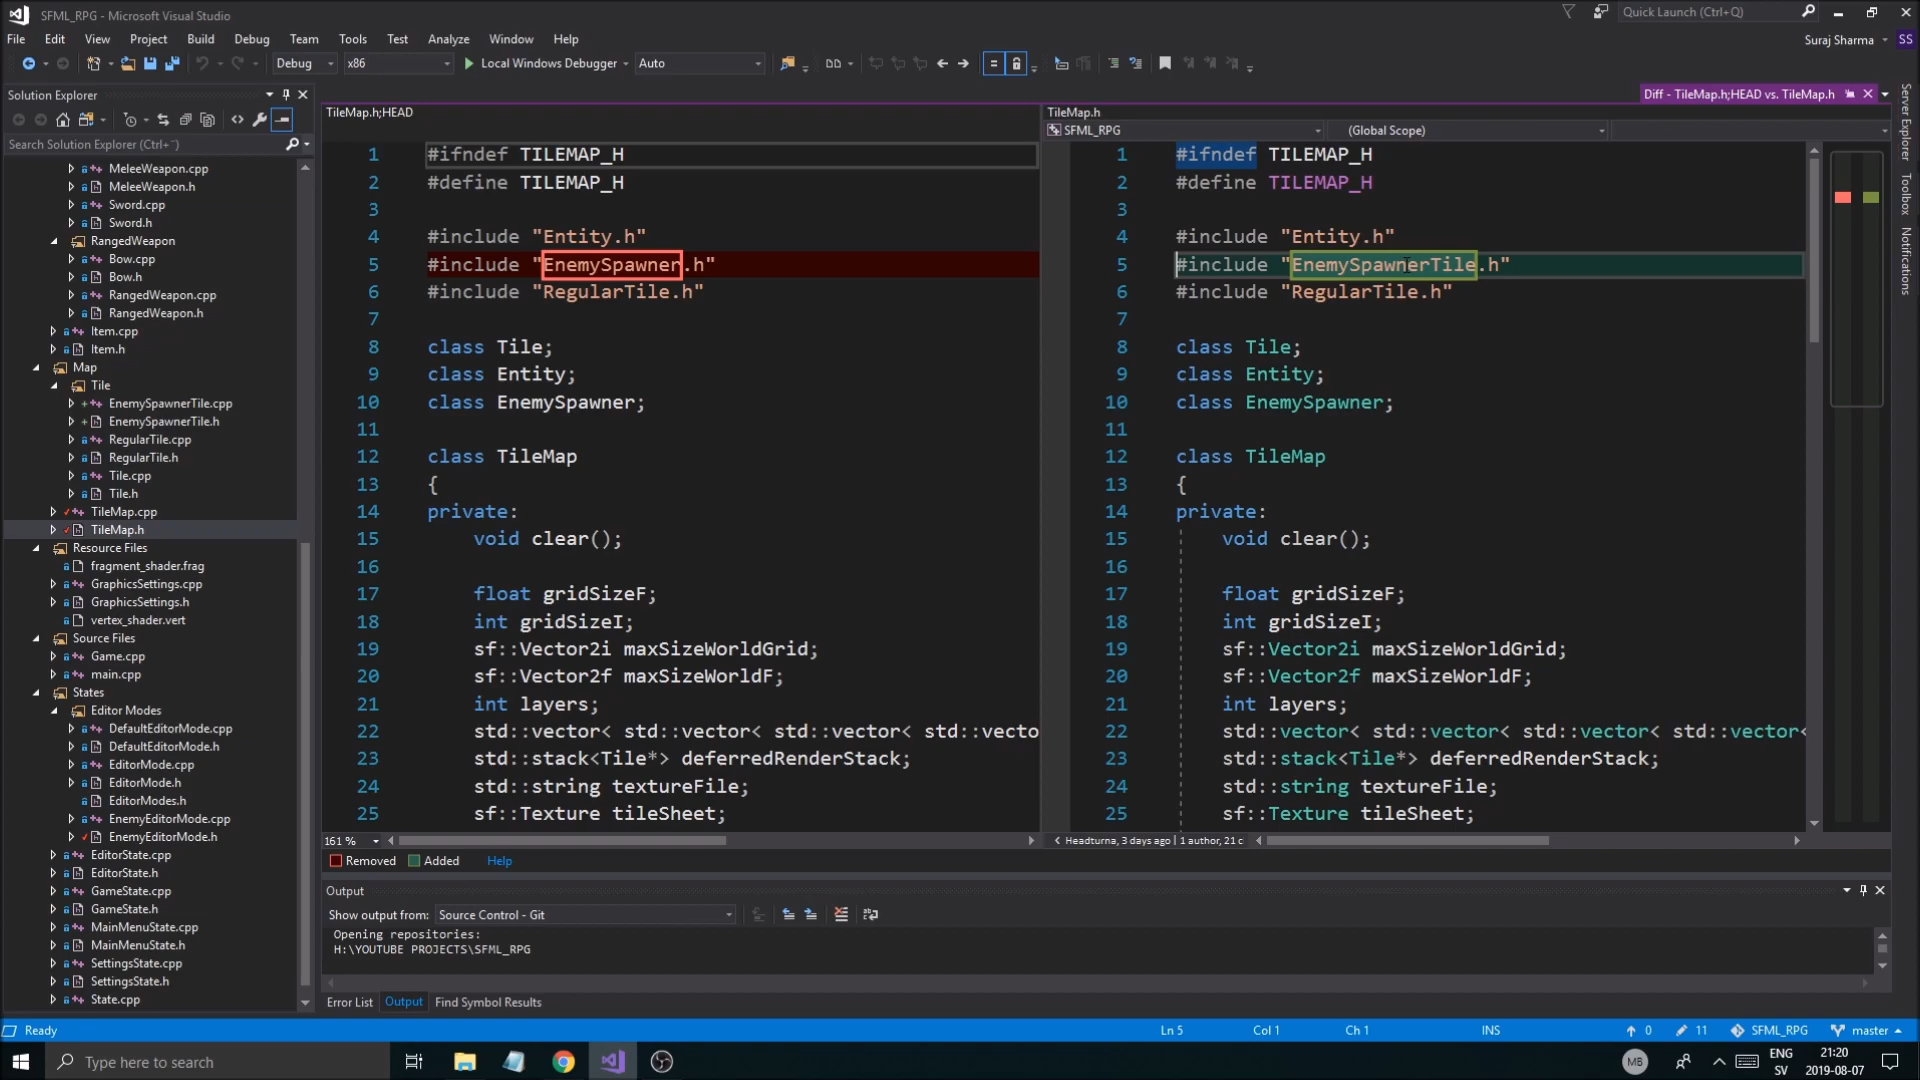 SFML_RPG - Microsoft Visual Studio
Quick Launch (Ctrl+Q)
File Edit View Project Build Debug Team Tools Test Analyze Window Help
Suraj Sharma
SS
Debug x86 Local Windows Debugger Auto
Solution Explorer
Search Solution Explorer (Ctrl+¨)
MeleeWeapon.cpp
MeleeWeapon.h
Sword.cpp
Sword.h
RangedWeapon
Bow.cpp
Bow.h
RangedWeapon.cpp
RangedWeapon.h
Item.cpp
Item.h
Map
Tile
EnemySpawnerTile.cpp
EnemySpawnerTile.h
RegularTile.cpp
RegularTile.h
Tile.cpp
Tile.h
TileMap.cpp
TileMap.h
Resource Files
fragment_shader.frag
GraphicsSettings.cpp
GraphicsSettings.h
vertex_shader.vert
Source Files
Game.cpp
main.cpp
States
Editor Modes
DefaultEditorMode.cpp
DefaultEditorMode.h
EditorMode.cpp
EditorMode.h
EditorModes.h
EnemyEditorMode.cpp
EnemyEditorMode.h
EditorState.cpp
EditorState.h
GameState.cpp
GameState.h
MainMenuState.cpp
MainMenuState.h
SettingsState.cpp
SettingsState.h
State.cpp
Diff - TileMap.h;HEAD vs. TileMap.h
TileMap.h;HEAD
1 #ifndef TILEMAP_H
2 #define TILEMAP_H
3
4 #include "Entity.h"
5 #include "EnemySpawner.h"
6 #include "RegularTile.h"
7
8 class Tile;
9 class Entity;
10 class EnemySpawner;
11
12 class TileMap
13 {
14 private:
15 void clear();
16
17 float gridSizeF;
18 int gridSizeI;
19 sf::Vector2i maxSizeWorldGrid;
20 sf::Vector2f maxSizeWorldF;
21 int layers;
22 std::vector< std::vector< std::vector< std::vecto
23 std::stack<Tile*> deferredRenderStack;
24 std::string textureFile;
25 sf::Texture tileSheet;
161 %
TileMap.h
SFML_RPG (Global Scope)
1 #ifndef TILEMAP_H
2 #define TILEMAP_H
3
4 #include "Entity.h"
5 #include "EnemySpawnerTile.h"
6 #include "RegularTile.h"
7
8 class Tile;
9 class Entity;
10 class EnemySpawner;
11
12 class TileMap
13 {
14 private:
15 void clear();
16
17 float gridSizeF;
18 int gridSizeI;
19 sf::Vector2i maxSizeWorldGrid;
20 sf::Vector2f maxSizeWorldF;
21 int layers;
22 std::vector< std::vector< std::vector< std::vector<
23 std::stack<Tile*> deferredRenderStack;
24 std::string textureFile;
25 sf::Texture tileSheet;
Headturna, 3 days ago | 1 author, 21 c
Removed Added Help
Output
Show output from: Source Control - Git
Opening repositories:
H:\YOUTUBE PROJECTS\SFML_RPG
Error List Output Find Symbol Results
Server Explorer
Toolbox
Notifications
Ready Ln 5 Col 1 Ch 1 INS 0 11 SFML_RPG master
Type here to search
MB
ENG
SV
21:20
2019-08-07